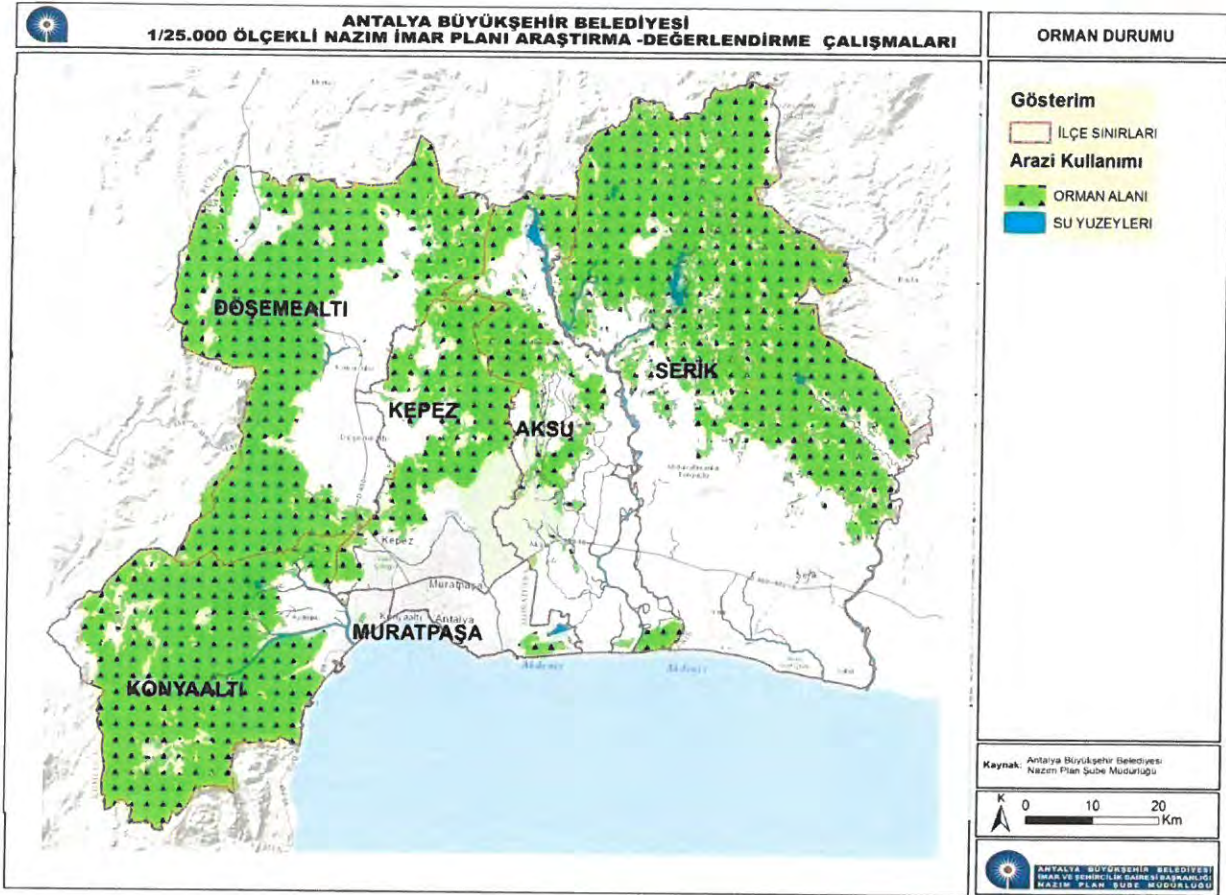 ANTALYA BÜYÜKŞEHİR BELEDİYESİ
1/25.000 ÖLÇEKLİ NAZIM İMAR PLANI ARAŞTIRMA -DEĞERLENDİRME ÇALIŞMALARI
ORMAN DURUMU
Gösterim
İLÇE SINIRLARI
Arazi Kullanımı
ORMAN ALANI
SU YUZEYLERİ
DÖŞEMEALTI
SERİK
KEPEZ
AKSU
Döşemealtı
Kepez
Muratpaşa
Konyaaltı
Antalya
MURATPAŞA
Akdeniz
Akdeniz
KONYAALTI
Kaynak: Antalya Büyükşehir Belediyesi
Nazım Plan Şube Müdürlüğü
K
0 10 20
Km
ANTALYA BÜYÜKŞEHİR BELEDİYESİ
İMAR VE ŞEHİRCİLİK DAİRESİ BAŞKANLIĞI
NAZIM PLAN ŞUBE MÜDÜRLÜĞÜ